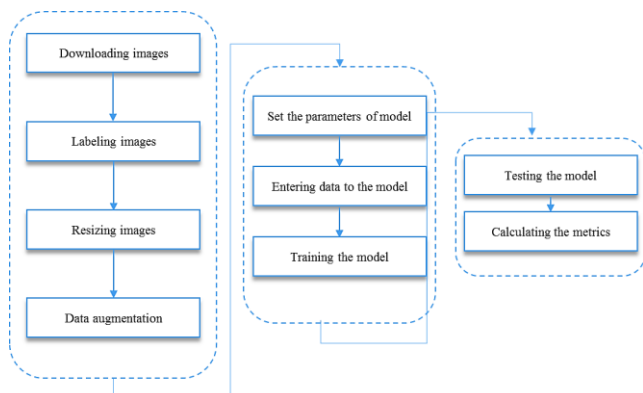 Downloading images
Labeling images
Resizing images
Data augmentation
Set the parameters of model
Entering data to the model
Training the model
Testing the model
Calculating the metrics